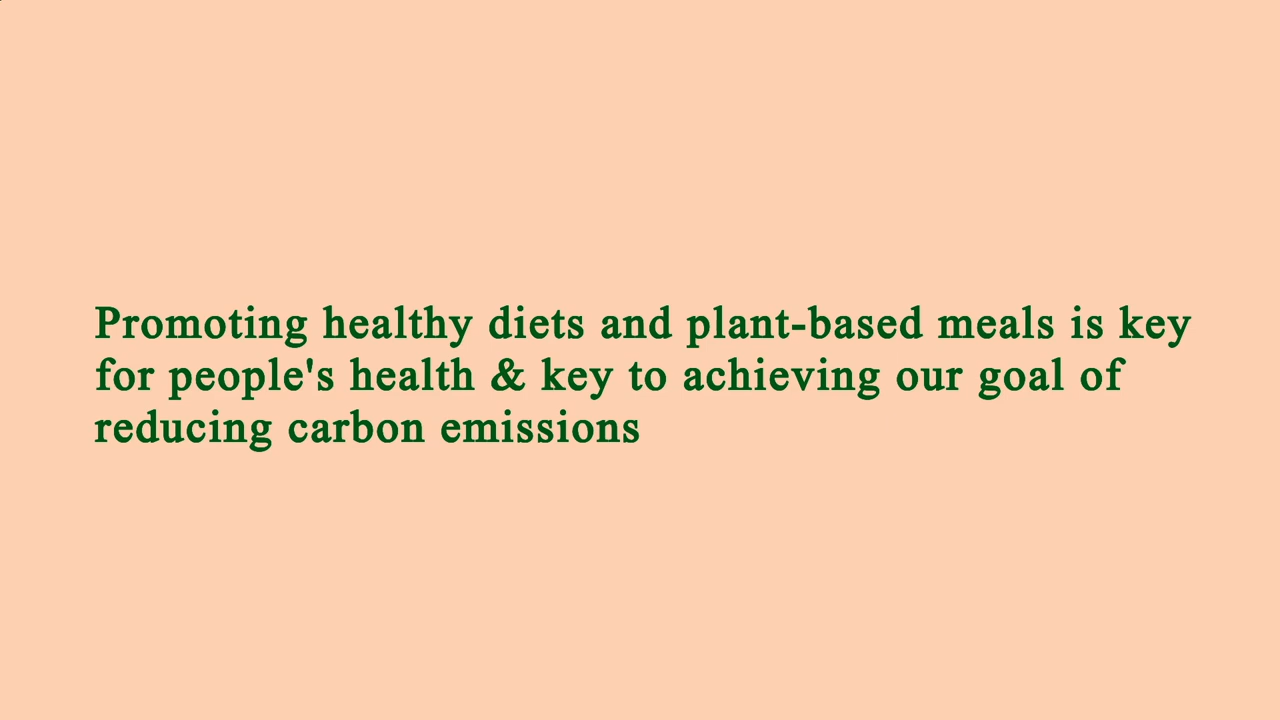 Promoting healthy diets and plant-based meals is key
for people's health & key to achieving our goal of
reducing carbon emissions